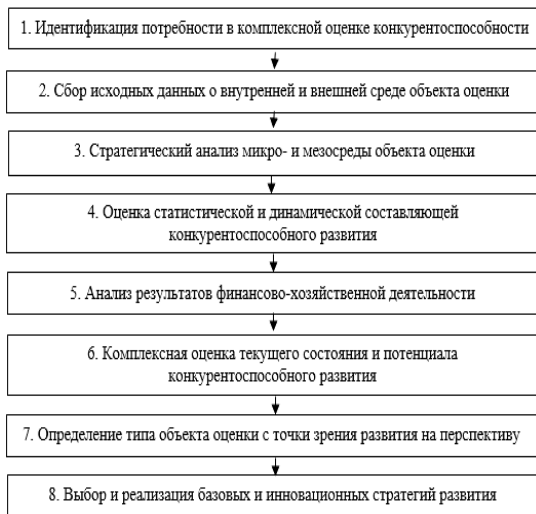 1. Идентификация потребности в комплексной оценке конкурентоспособности
2. Сбор исходных данных о внутренней и внешней среде объекта оценки
3. Стратегический анализ микро- и мезосреды объекта оценки
4. Оценка статистической и динамической составляющей
конкурентоспособного развития
5. Анализ результатов финансово-хозяйственной деятельности
6. Комплексная оценка текущего состояния и потенциала
конкурентоспособного развития
7. Определение типа объекта оценки с точки зрения развития на перспективу
8. Выбор и реализация базовых и инновационных стратегий развития